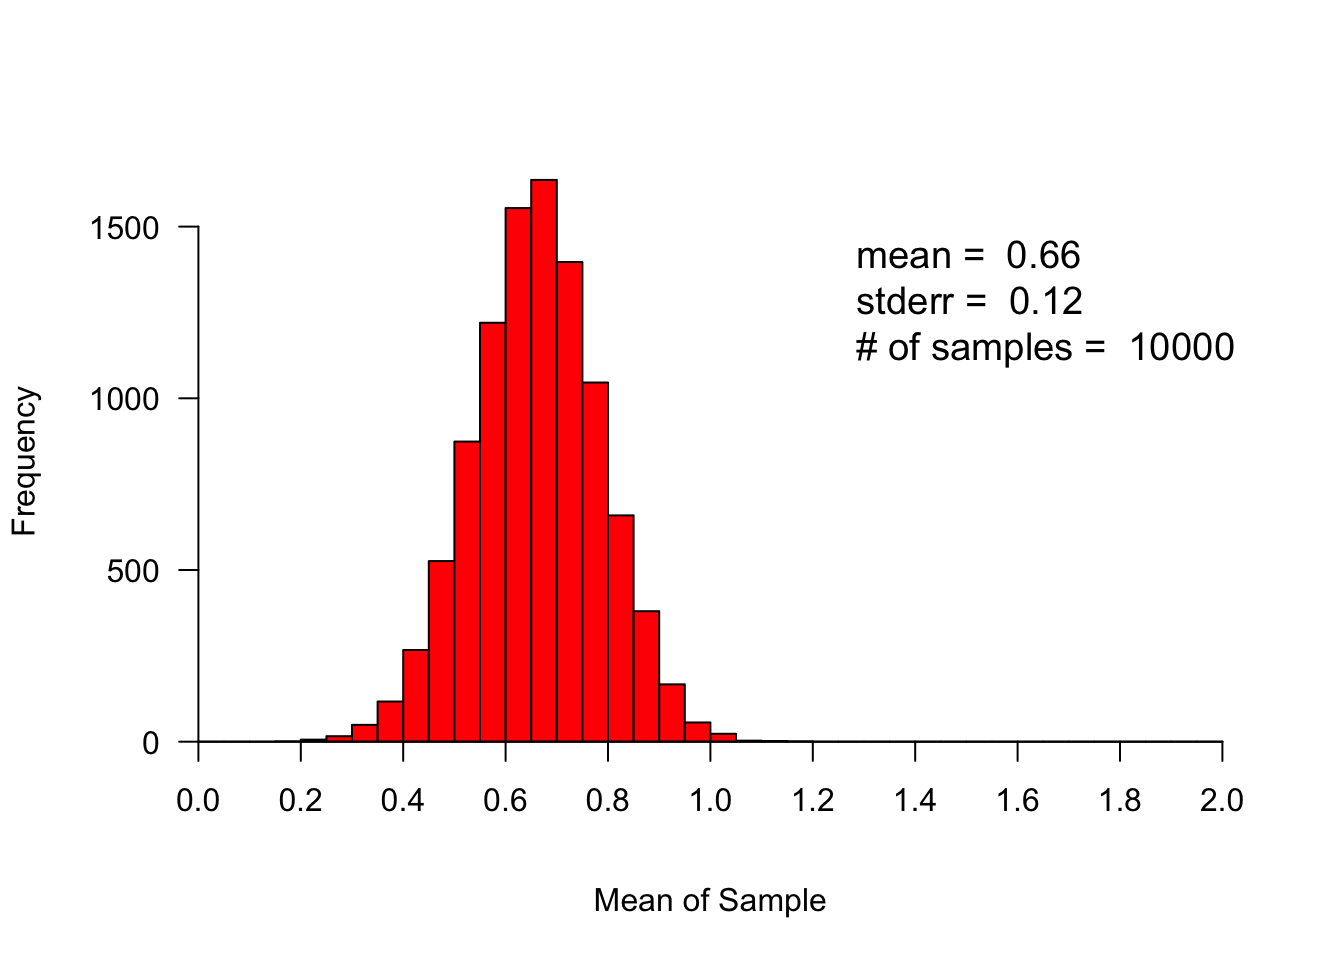 1500
1000
500
0
Frequency
mean = 0.66
stderr = 0.12
# of samples = 10000
0.0 0.2 0.4 0.6 0.8 1.0 1.2 1.4 1.6 1.8 2.0
Mean of Sample